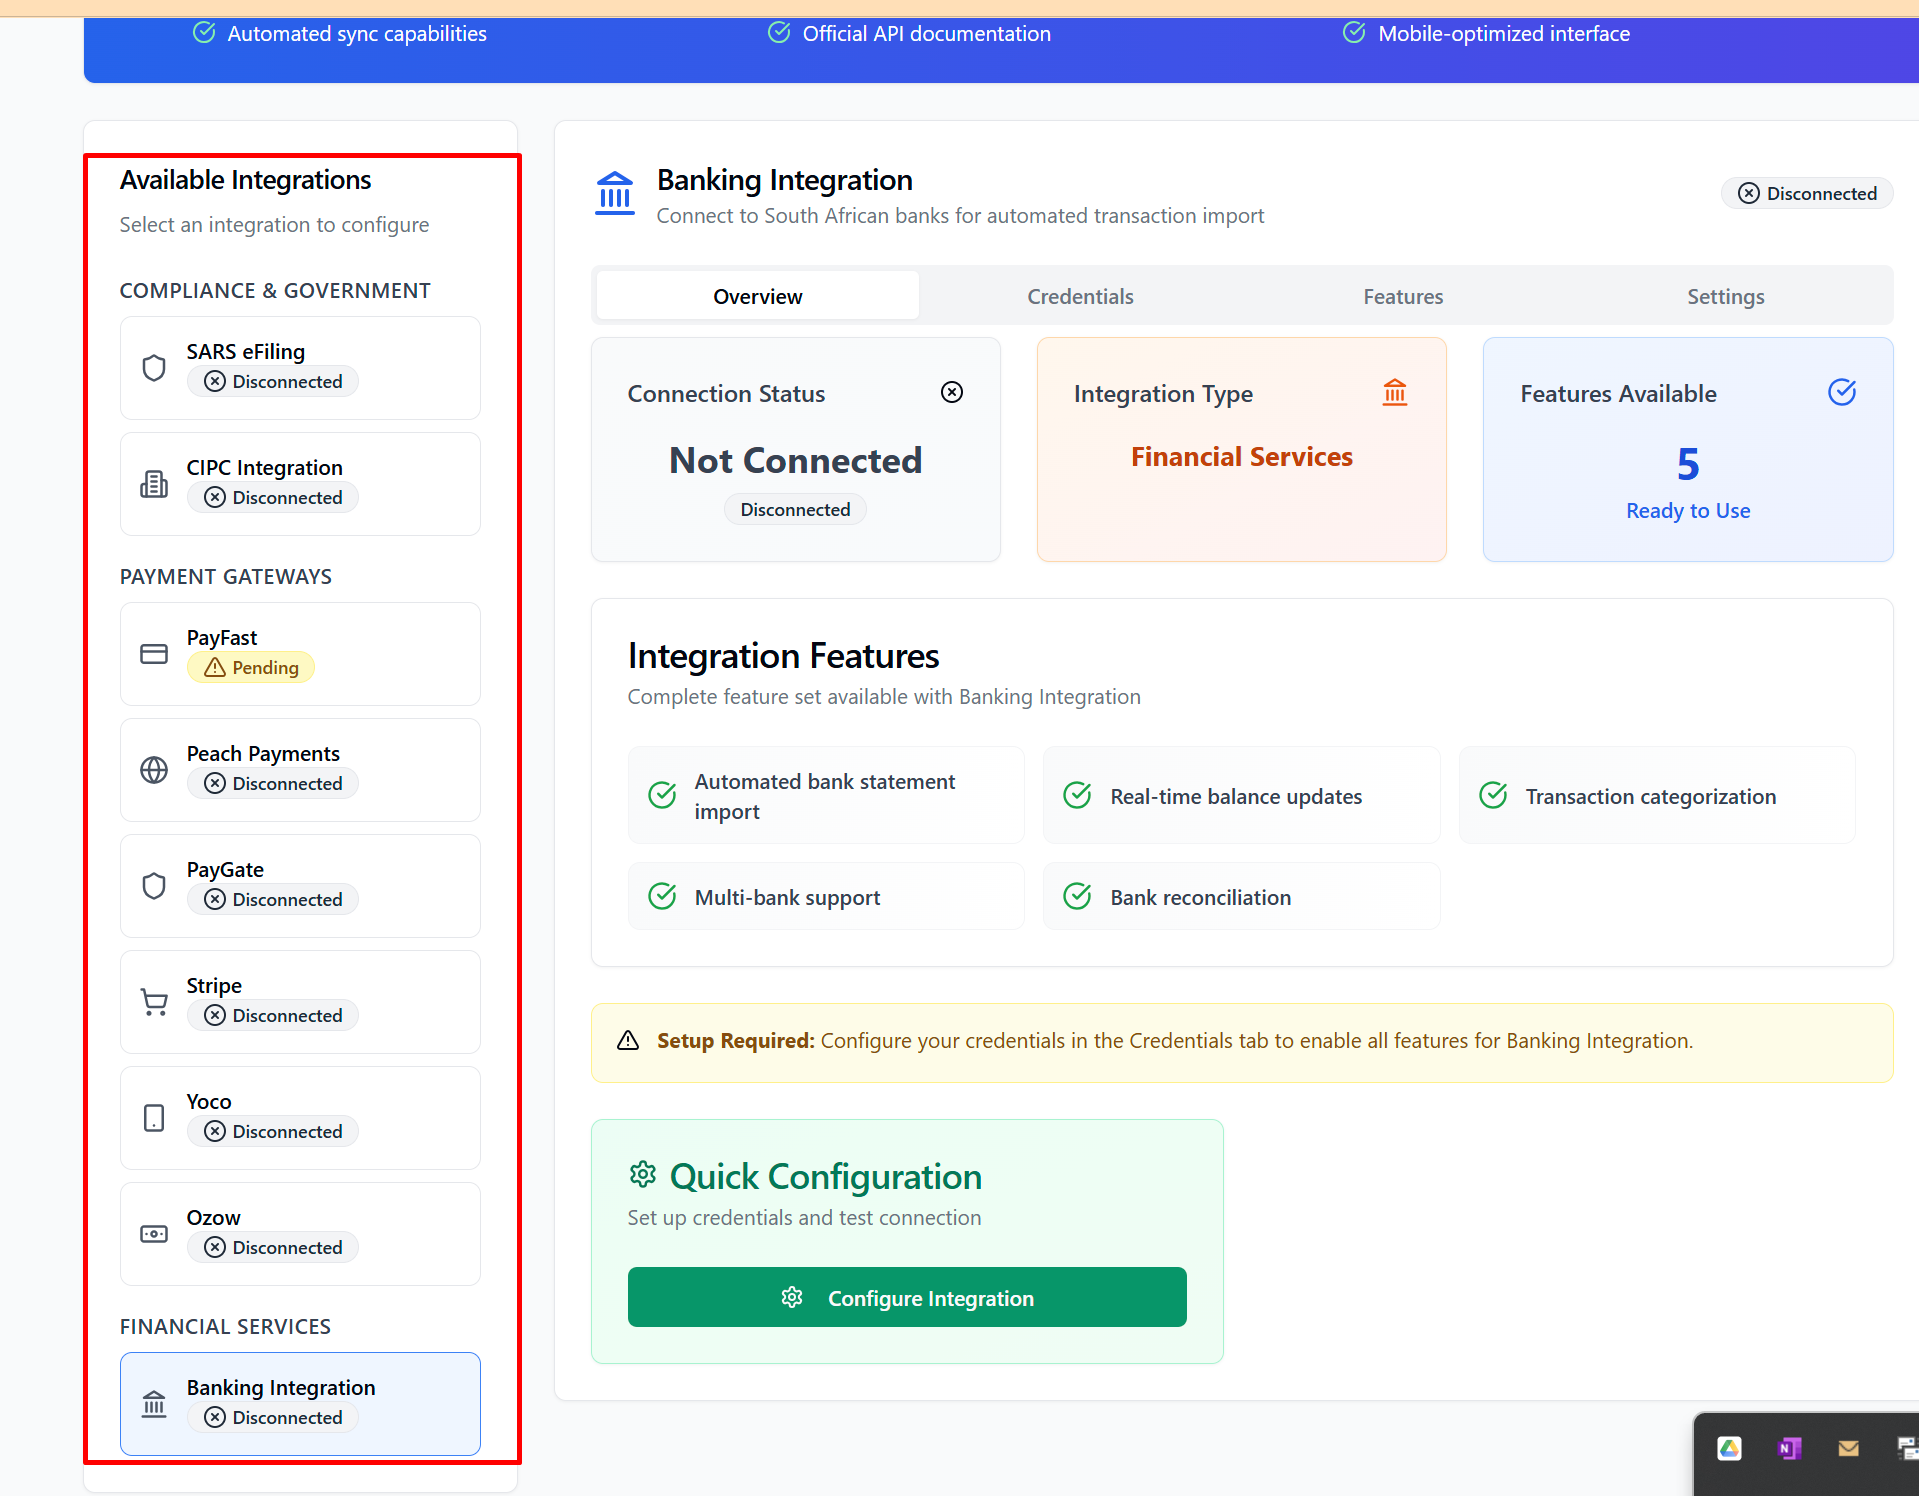 Automated sync capabilities
Official API documentation
Mobile-optimized interface
Available Integrations
Select an integration to configure
COMPLIANCE & GOVERNMENT
SARS eFiling
Disconnected
CIPC Integration
Disconnected
PAYMENT GATEWAYS
PayFast
Pending
Peach Payments
Disconnected
PayGate
Disconnected
Stripe
Disconnected
Yoco
Disconnected
Ozow
Disconnected
FINANCIAL SERVICES
Banking Integration
Disconnected
Banking Integration
Connect to South African banks for automated transaction import
Disconnected
Overview
Credentials
Features
Settings
Connection Status
Not Connected
Disconnected
Integration Type
Financial Services
Features Available
5
Ready to Use
Integration Features
Complete feature set available with Banking Integration
Automated bank statement
import
Real-time balance updates
Transaction categorization
Multi-bank support
Bank reconciliation
Setup Required: Configure your credentials in the Credentials tab to enable all features for Banking Integration.
Quick Configuration
Set up credentials and test connection
Configure Integration
N